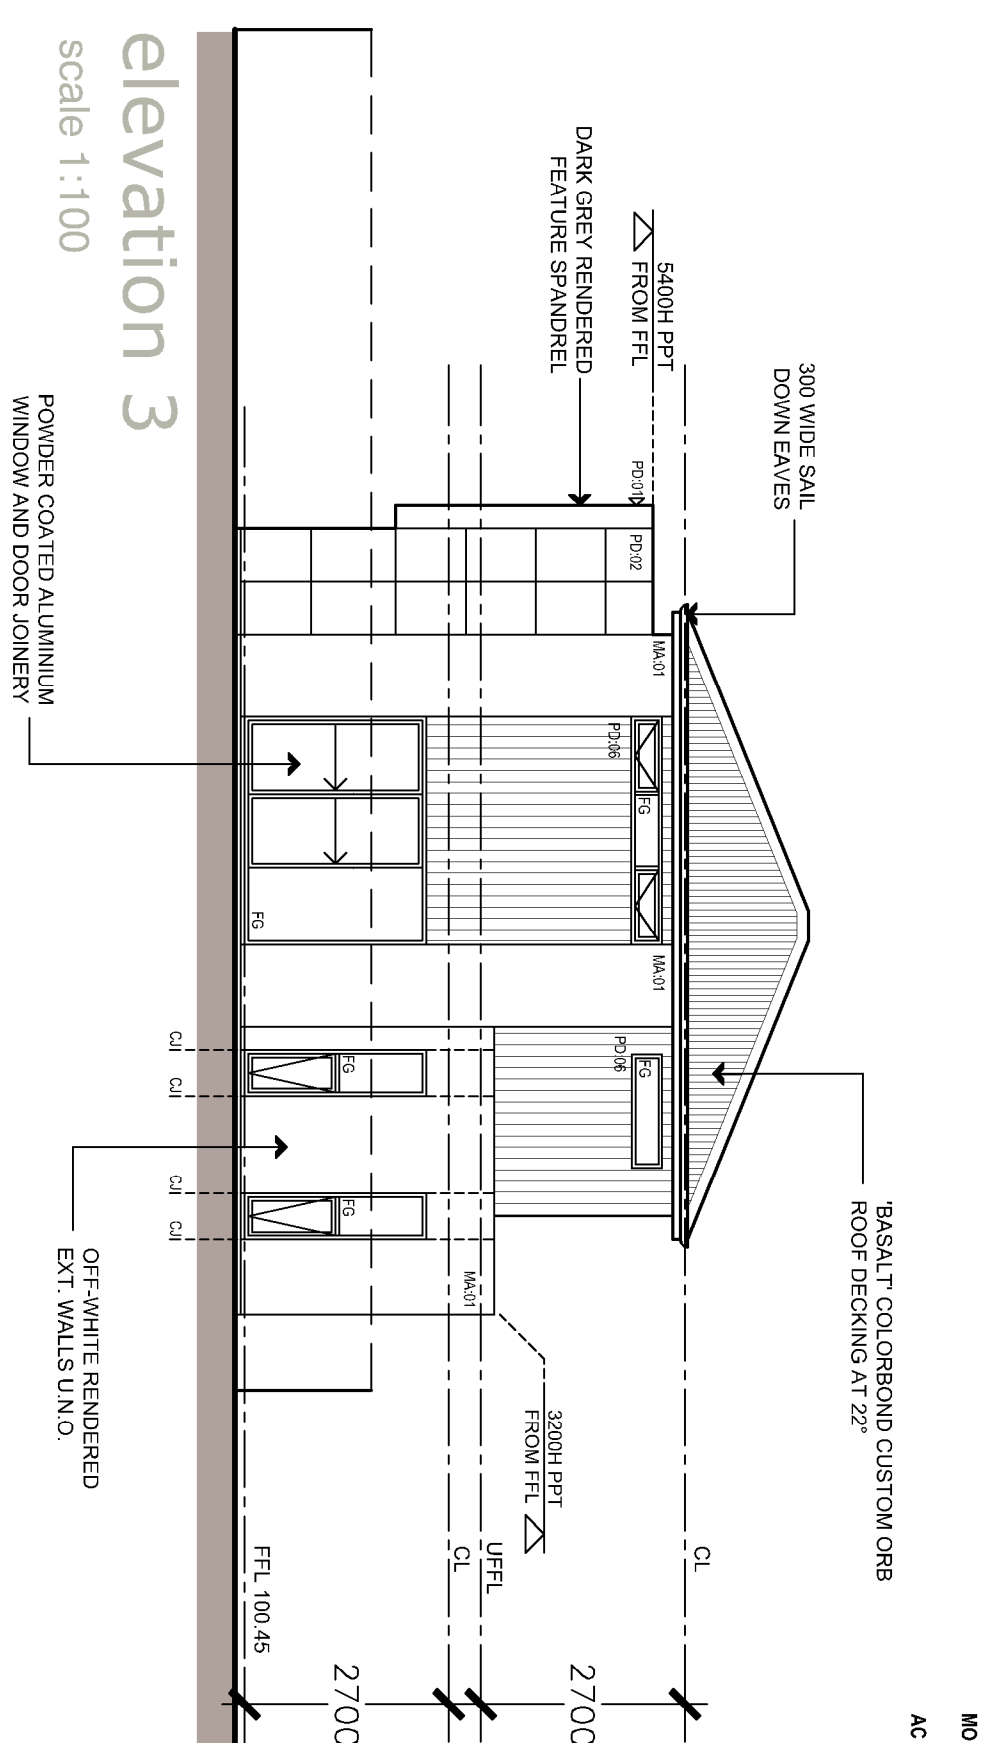 MO
AC
'BASALT' COLORBOND CUSTOM ORB
ROOF DECKING AT 22°
300 WIDE SAIL
DOWN EAVES
5400H PPT
FROM FFL
DARK GREY RENDERED
FEATURE SPANDREL
PD:01
PD:02
MA:01
PD:06
FG
MA:01
PD:06
FG
CL
3200H PPT
FROM FFL
UFFL
CL
MA:01
2700
2700
FG
FG
FG
FFL 100.45
CJ
CJ
CJ
CJ
elevation 3
scale 1:100
POWDER COATED ALUMINIUM
WINDOW AND DOOR JOINERY
OFF-WHITE RENDERED
EXT. WALLS U.N.O.